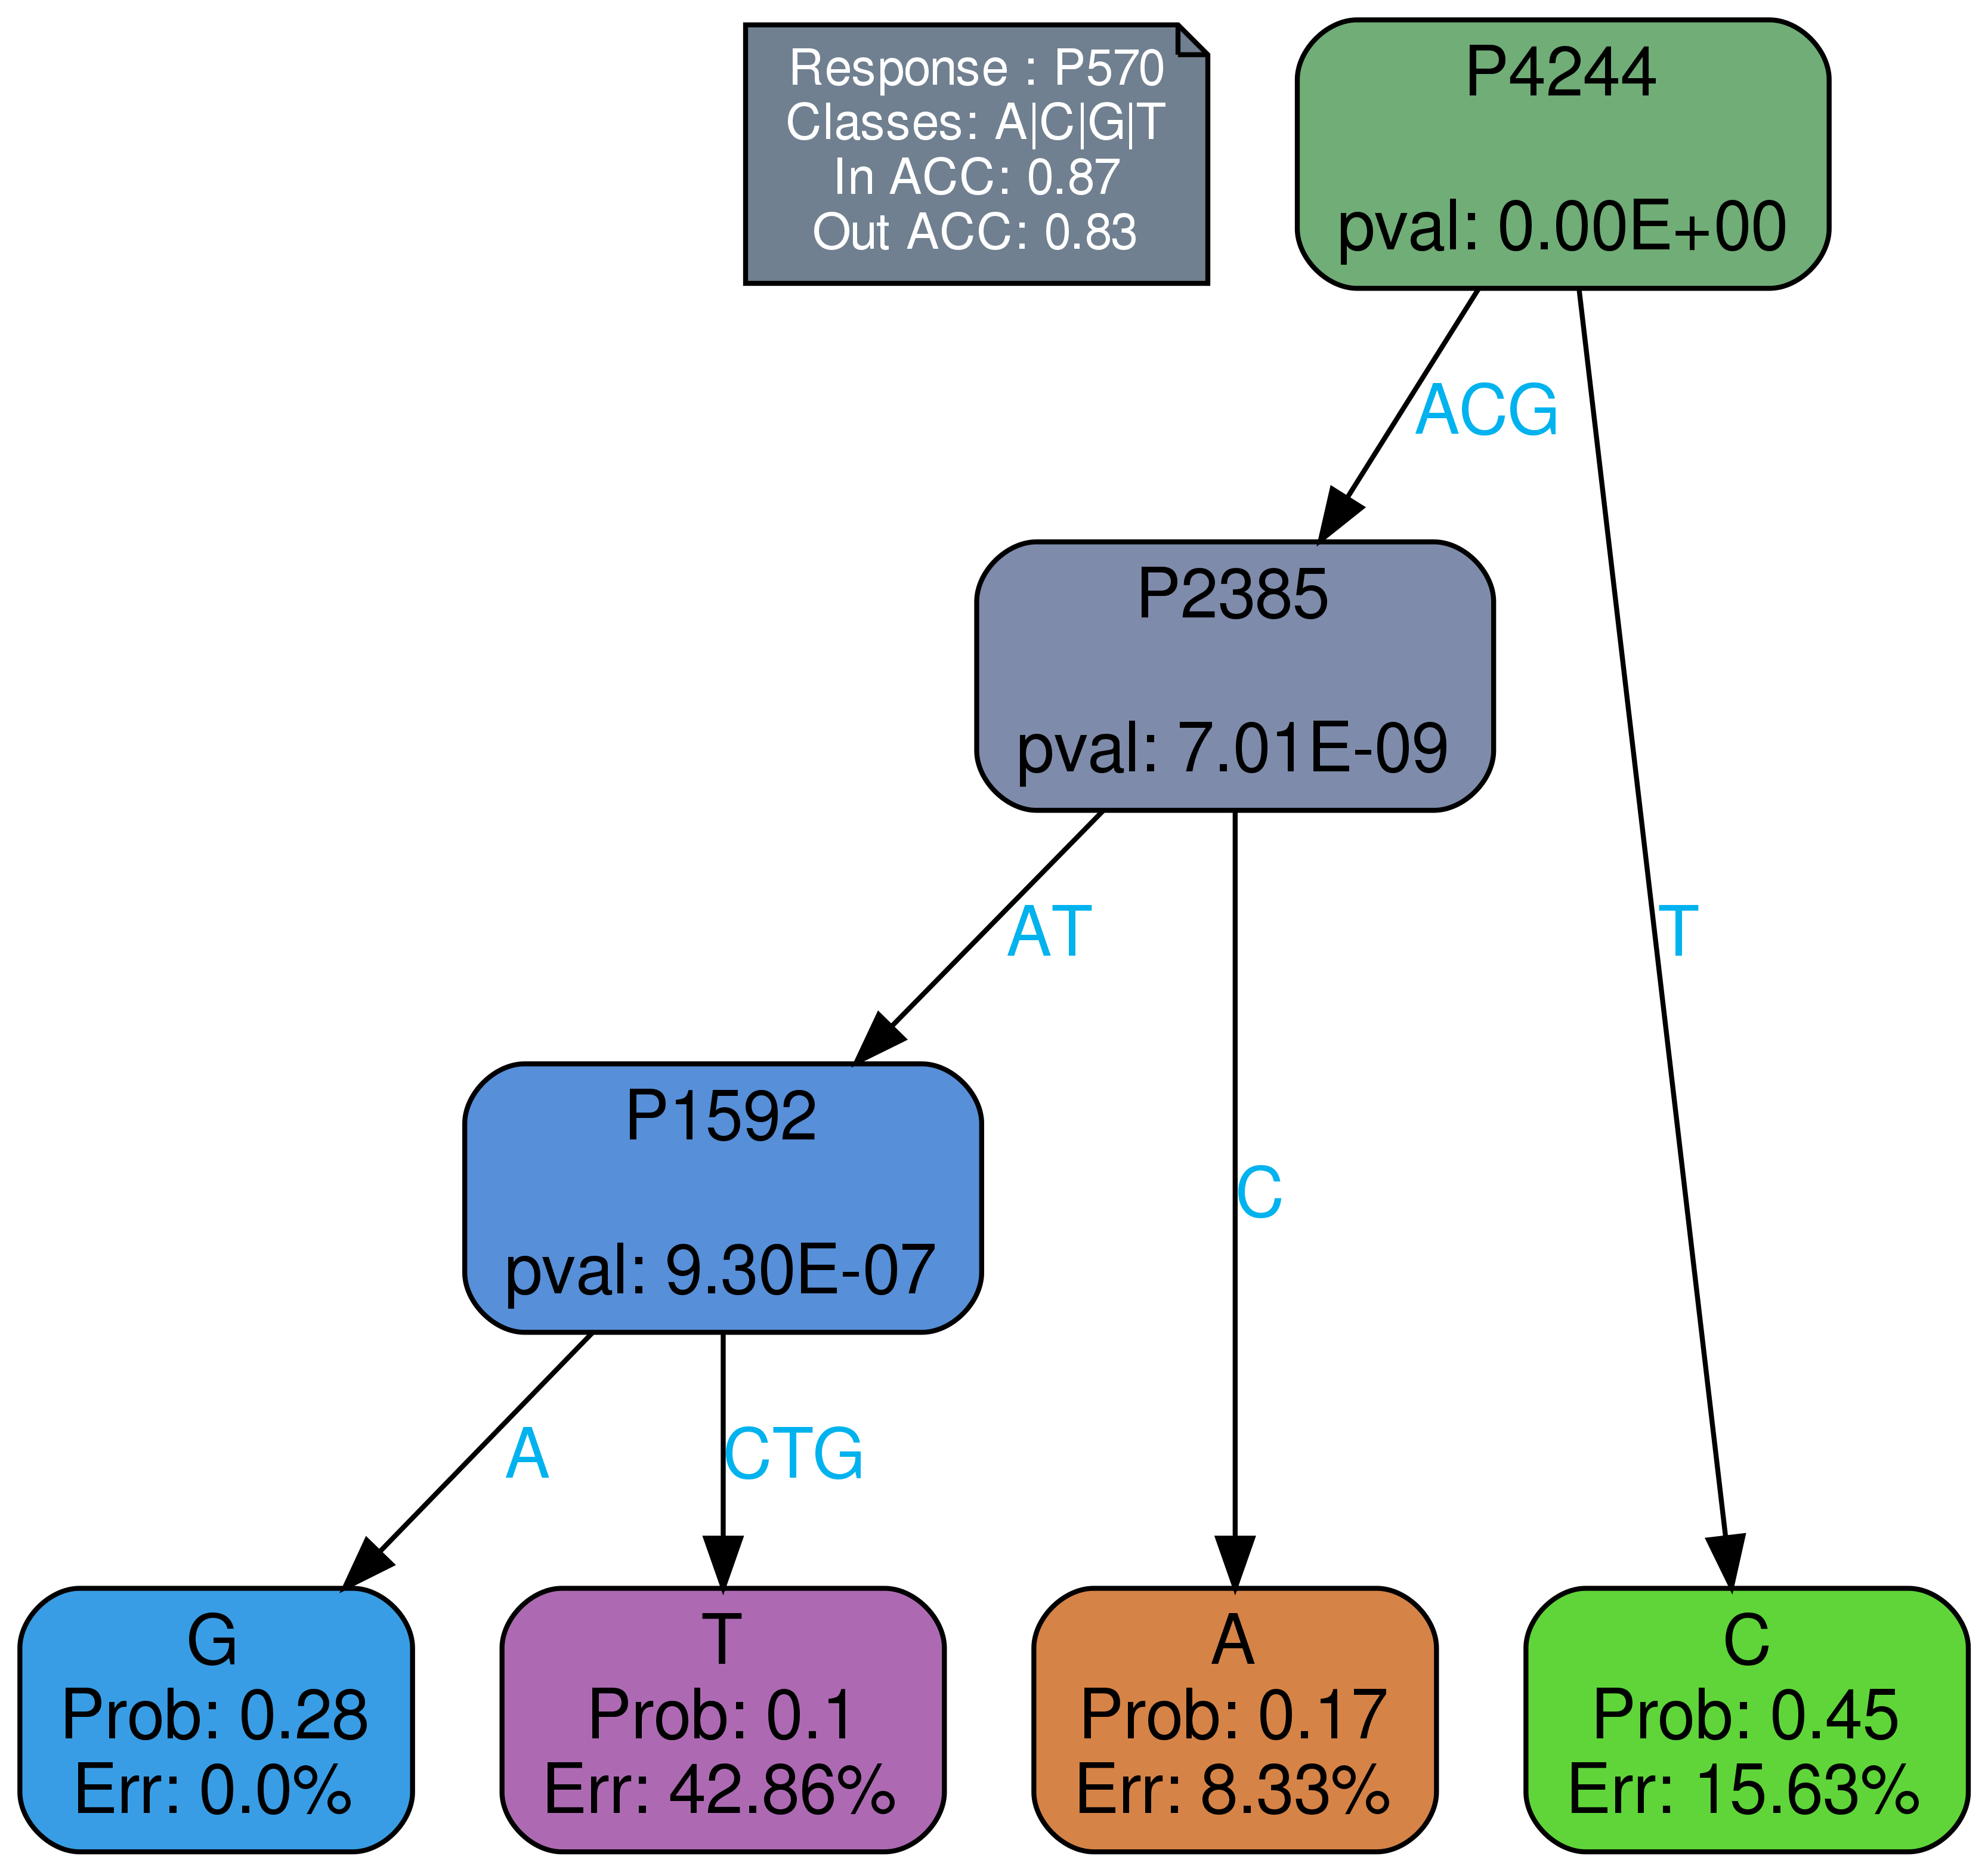 Response : P570
Classes: A|C|G|T
In ACC: 0.87
Out ACC: 0.83
P4244
pval: 0.00E+00
ACG
P2385
pval: 7.01E-09
AT
T
P1592
pval: 9.30E-07
C
A
CTG
G
Prob: 0.28
Err: 0.0%
T
Prob: 0.1
Err: 42.86%
A
Prob: 0.17
Err: 8.33%
C
Prob: 0.45
Err: 15.63%